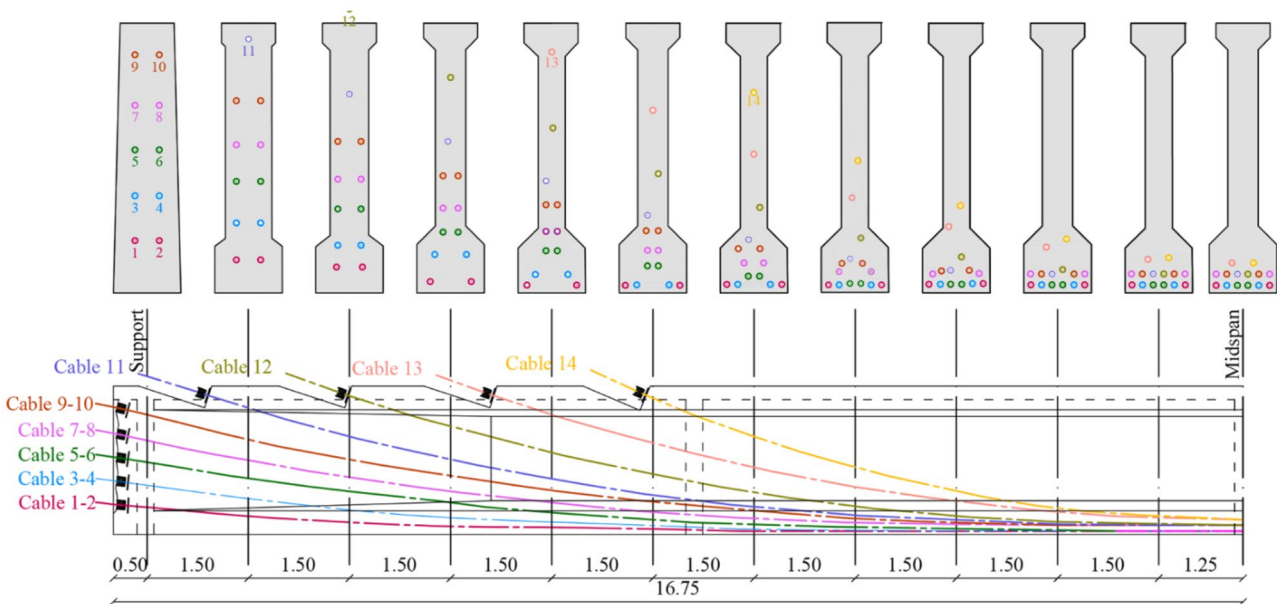 12
11
13
9 10
14
7 8
5 6
3 4
1 2
Support
Midspan
Cable 11
Cable 12
Cable 13
Cable 14
Cable 9-10
Cable 7-8
Cable 5-6
Cable 3-4
Cable 1-2
0.50 1.50 1.50 1.50 1.50 1.50 1.50 1.50 1.50 1.50 1.50 1.25
16.75